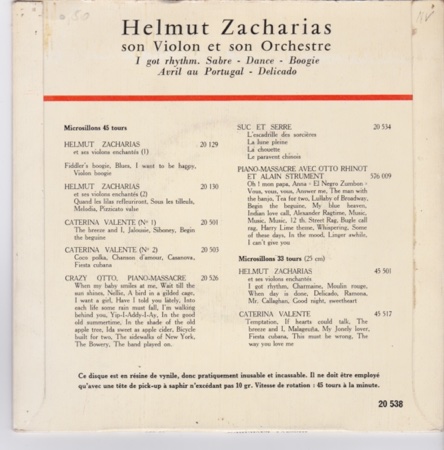 Helmut Zacharias
son Violon et son Orchestre
I got rhythm. Sabre - Dance - Boogie
Avril au Portugal - Delicado
Microsillons 45 tours
HELMUT ZACHARIAS 20 129
et ses violons enchantés (1)
Fiddler's boogie, Blues, I want to be happy,
Violon boogie
HELMUT ZACHARIAS 20 130
et ses violons enchantés (2)
Quand les lilas refleuriront, Sous les tilleuls,
Melodia, Pizzicato valse
CATERINA VALENTE (N° 1) 20 501
The breeze and I, Jalousie, Siboney, Begin
the beguine
CATERINA VALENTE (N° 2) 20 503
Coco polka, Chanson d'amour, Casanova,
Fiesta cubana
CRAZY OTTO, PIANO-MASSACRE 20 526
When my baby smiles at me, Wait till the
sun shines, Nellie, A bird in a gilded cage,
I want a girl, Have I told you lately, Into
each life some rain must fall, I'm walking
behind you, Yip-I-Addy-I-Ay, In the good
old summertime, In the shade of the old
apple tree, Ida sweet as apple cider, Bicycle
built for two, The sidewalks of New York,
The Bowery, The band played on.
SUC ET SERRE 20 534
L'escadrille des sorcières
La lune pleine
La chouette
Le paravent chinois
PIANO-MASSACRE AVEC OTTO RHINOT
ET ALAIN STRUMENT 576 009
Oh ! mon papa, Anna - El Negro Zumbon -
Vous, vous, vous, Answer me, The man with
the banjo, Tea for two, Lullaby of Broadway,
Begin the beguine, My blue heaven,
Indian love call, Alexander Ragtime, Music,
Music, Music, 12 th. Street Rag, Bugle call
rag, Harry Lime theme, Whispering, Some
of these days, In the mood, Linger awhile,
I can't give you
Microsillons 33 tours (25 cm)
HELMUT ZACHARIAS 45 501
et ses violons enchantés
I got rhythm, Charmaine, Moulin rouge,
When day is done, Delicado, Ramona,
Mr. Callaghan, Good night, sweetheart
CATERINA VALENTE 45 517
Temptation, If hearts could talk, The
breeze and I, Malagueña, My lonely lover,
Fiesta cubana, This must be wrong, The
way you love me
Ce disque est en résine de vynile, donc pratiquement inusable et incassable. Il ne doit être employé
qu'avec une tête de pick-up à saphir n'excédant pas 10 gr. Vitesse de rotation : 45 tours à la minute.
20 538